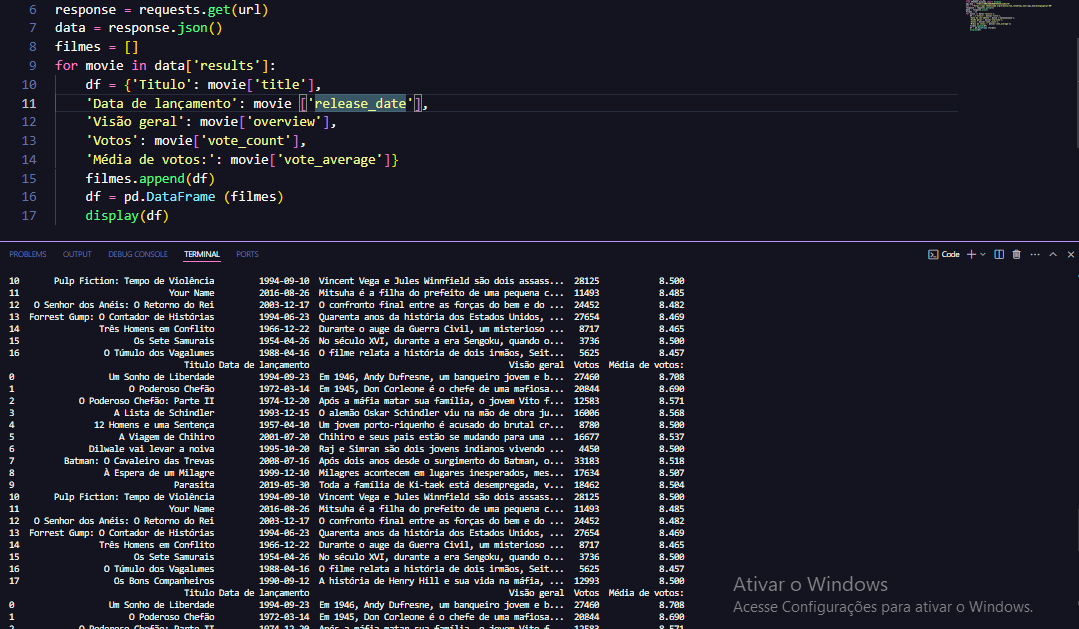 6 response = requests.get(url)
7 data = response.json()
8 filmes = []
9 for movie in data['results']:
10 df = {'Titulo': movie['title'],
11 'Data de lançamento': movie ['release_date'],
12 'Visão geral': movie['overview'],
13 'Votos': movie['vote_count'],
14 'Média de votos:': movie['vote_average']}
15 filmes.append(df)
16 df = pd.DataFrame (filmes)
17 display(df)
PROBLEMS OUTPUT DEBUG CONSOLE TERMINAL PORTS Code
10 Pulp Fiction: Tempo de Violência 1994-09-10 Vincent Vega e Jules Winnfield são dois assass... 28125 8.500
11 Your Name 2016-08-26 Mitsuha é a filha do prefeito de uma pequena c... 11493 8.485
12 O Senhor dos Anéis: O Retorno do Rei 2003-12-17 O confronto final entre as forças do bem e do ... 24452 8.482
13 Forrest Gump: O Contador de Histórias 1994-06-23 Quarenta anos da história dos Estados Unidos, ... 27654 8.469
14 Três Homens em Conflito 1966-12-22 Durante o auge da Guerra Civil, um misterioso ... 8717 8.465
15 Os Sete Samurais 1954-04-26 No século XVI, durante a era Sengoku, quando o... 3736 8.500
16 O Túmulo dos Vagalumes 1988-04-16 O filme relata a história de dois irmãos, Seit... 5625 8.457
Titulo Data de lançamento Visão geral Votos Média de votos:
0 Um Sonho de Liberdade 1994-09-23 Em 1946, Andy Dufresne, um banqueiro jovem e b... 27460 8.708
1 O Poderoso Chefão 1972-03-14 Em 1945, Don Corleone é o chefe de uma mafiosa... 20844 8.690
2 O Poderoso Chefão: Parte II 1974-12-20 Após a máfia matar sua família, o jovem Vito f... 12583 8.571
3 A Lista de Schindler 1993-12-15 O alemão Oskar Schindler viu na mão de obra ju... 16006 8.568
4 12 Homens e uma Sentença 1957-04-10 Um jovem porto-riquenho é acusado do brutal cr... 8780 8.500
5 A Viagem de Chihiro 2001-07-20 Chihiro e seus pais estão se mudando para uma ... 16677 8.537
6 Dilwale vai levar a noiva 1995-10-20 Raj e Simran são dois jovens indianos vivendo ... 4450 8.500
7 Batman: O Cavaleiro das Trevas 2008-07-16 Após dois anos desde o surgimento do Batman, o... 33183 8.518
8 À Espera de um Milagre 1999-12-10 Milagres acontecem em lugares inesperados, mes... 17634 8.507
9 Parasita 2019-05-30 Toda a família de Ki-taek está desempregada, v... 18462 8.504
10 Pulp Fiction: Tempo de Violência 1994-09-10 Vincent Vega e Jules Winnfield são dois assass... 28125 8.500
11 Your Name 2016-08-26 Mitsuha é a filha do prefeito de uma pequena c... 11493 8.485
12 O Senhor dos Anéis: O Retorno do Rei 2003-12-17 O confronto final entre as forças do bem e do ... 24452 8.482
13 Forrest Gump: O Contador de Histórias 1994-06-23 Quarenta anos da história dos Estados Unidos, ... 27654 8.469
14 Três Homens em Conflito 1966-12-22 Durante o auge da Guerra Civil, um misterioso ... 8717 8.465
15 Os Sete Samurais 1954-04-26 No século XVI, durante a era Sengoku, quando o... 3736 8.500
16 O Túmulo dos Vagalumes 1988-04-16 O filme relata a história de dois irmãos, Seit... 5625 8.457
17 Os Bons Companheiros 1990-09-12 A história de Henry Hill e sua vida na máfia, ... 12993 8.500
Titulo Data de lançamento Visão geral Votos Média de votos:
0 Um Sonho de Liberdade 1994-09-23 Em 1946, Andy Dufresne, um banqueiro jovem e b... 27460 8.708
1 O Poderoso Chefão 1972-03-14 Em 1945, Don Corleone é o chefe de uma mafiosa... 20844 8.690
2 O Poderoso Chefão: Parte II 1974-12-20 Após a máfia matar sua família, o jovem Vito f... 12583 8.571
Ativar o Windows
Acesse Configurações para ativar o Windows.